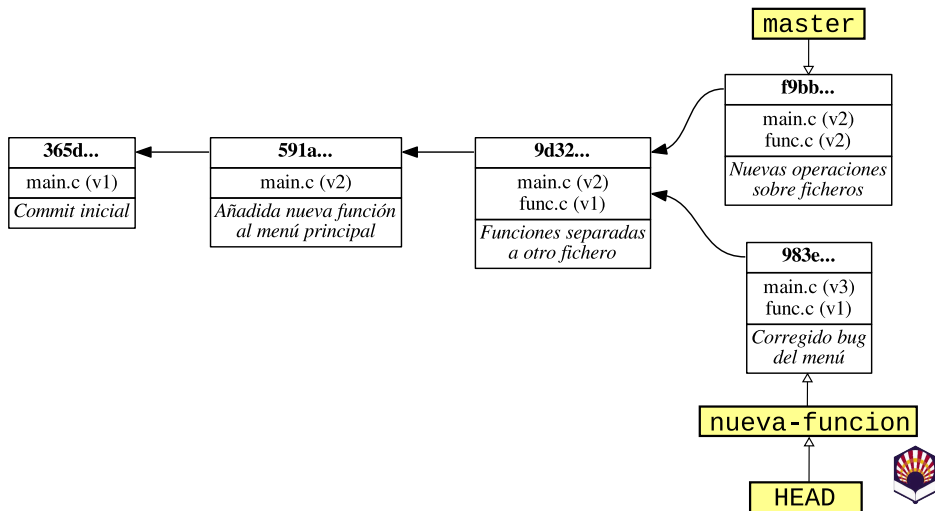 master
f9bb...
main.c (v2)
func.c (v2)
Nuevas operaciones
sobre ficheros
365d...
main.c (v1)
Commit inicial
591a...
main.c (v2)
Añadida nueva función
al menú principal
9d32...
main.c (v2)
func.c (v1)
Funciones separadas
a otro fichero
983e...
main.c (v3)
func.c (v1)
Corregido bug
del menú
nueva-funcion
HEAD